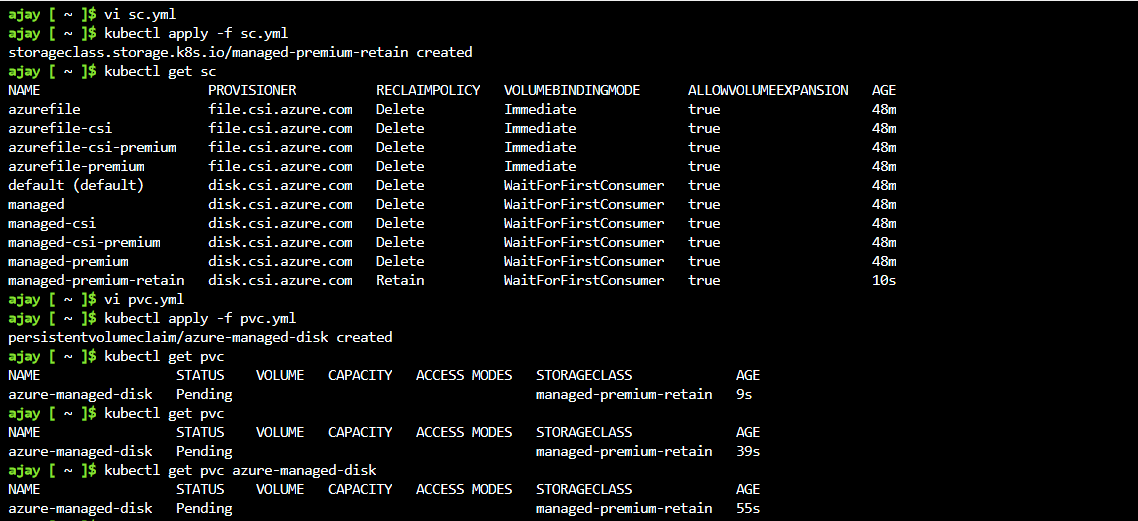 ajay [ ~ ]$ vi sc.yml
ajay [ ~ ]$ kubectl apply -f sc.yml
storageclass.storage.k8s.io/managed-premium-retain created
ajay [ ~ ]$ kubectl get sc
NAME PROVISIONER RECLAIMPOLICY VOLUMEBINDINGMODE ALLOWVOLUMEEXPANSION AGE
azurefile file.csi.azure.com Delete Immediate true 48m
azurefile-csi file.csi.azure.com Delete Immediate true 48m
azurefile-csi-premium file.csi.azure.com Delete Immediate true 48m
azurefile-premium file.csi.azure.com Delete Immediate true 48m
default (default) disk.csi.azure.com Delete WaitForFirstConsumer true 48m
managed disk.csi.azure.com Delete WaitForFirstConsumer true 48m
managed-csi disk.csi.azure.com Delete WaitForFirstConsumer true 48m
managed-csi-premium disk.csi.azure.com Delete WaitForFirstConsumer true 48m
managed-premium disk.csi.azure.com Delete WaitForFirstConsumer true 48m
managed-premium-retain disk.csi.azure.com Retain WaitForFirstConsumer true 10s
ajay [ ~ ]$ vi pvc.yml
ajay [ ~ ]$ kubectl apply -f pvc.yml
persistentvolumeclaim/azure-managed-disk created
ajay [ ~ ]$ kubectl get pvc
NAME STATUS VOLUME CAPACITY ACCESS MODES STORAGECLASS AGE
azure-managed-disk Pending managed-premium-retain 9s
ajay [ ~ ]$ kubectl get pvc
NAME STATUS VOLUME CAPACITY ACCESS MODES STORAGECLASS AGE
azure-managed-disk Pending managed-premium-retain 39s
ajay [ ~ ]$ kubectl get pvc azure-managed-disk
NAME STATUS VOLUME CAPACITY ACCESS MODES STORAGECLASS AGE
azure-managed-disk Pending managed-premium-retain 55s